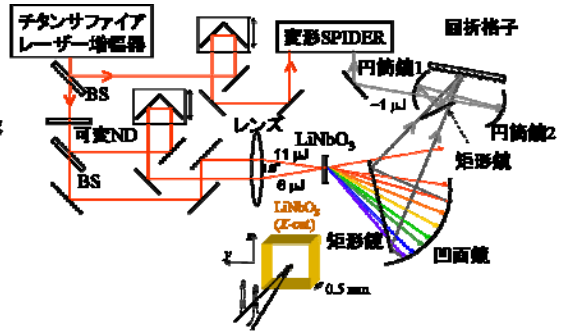 チタンサファイア
レーザー増幅器
変形SPIDER
回折格子
円筒鏡1
BS
~1 μJ
可変ND
レンズ
LiNbO3
円筒鏡2
11 μJ
矩形鏡
BS
6 μJ
LiNbO3
(X-cut)
矩形鏡
凹面鏡
y
0.5 mm